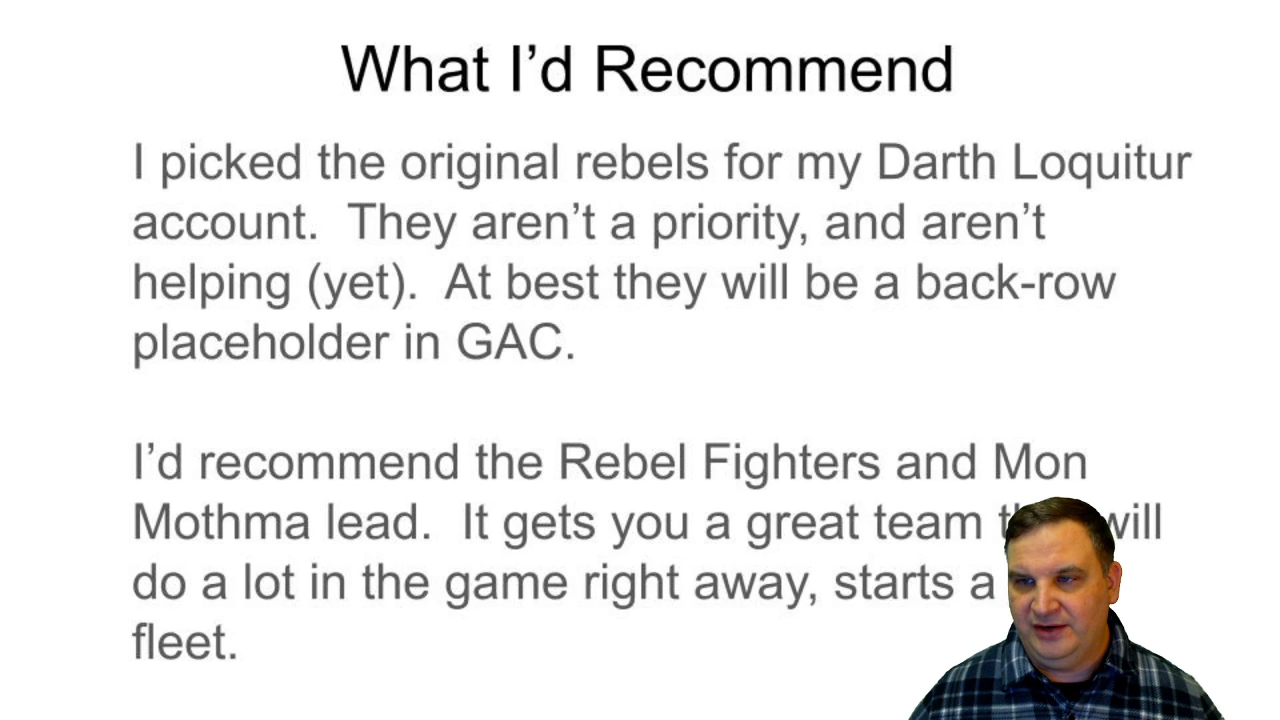 What I’d Recommend
I picked the original rebels for my Darth Loquitur
account.  They aren’t a priority, and aren’t
helping (yet).  At best they will be a back-row
placeholder in GAC.
I’d recommend the Rebel Fighters and Mon
Mothma lead.  It gets you a great team will
do a lot in the game right away, starts a
fleet.